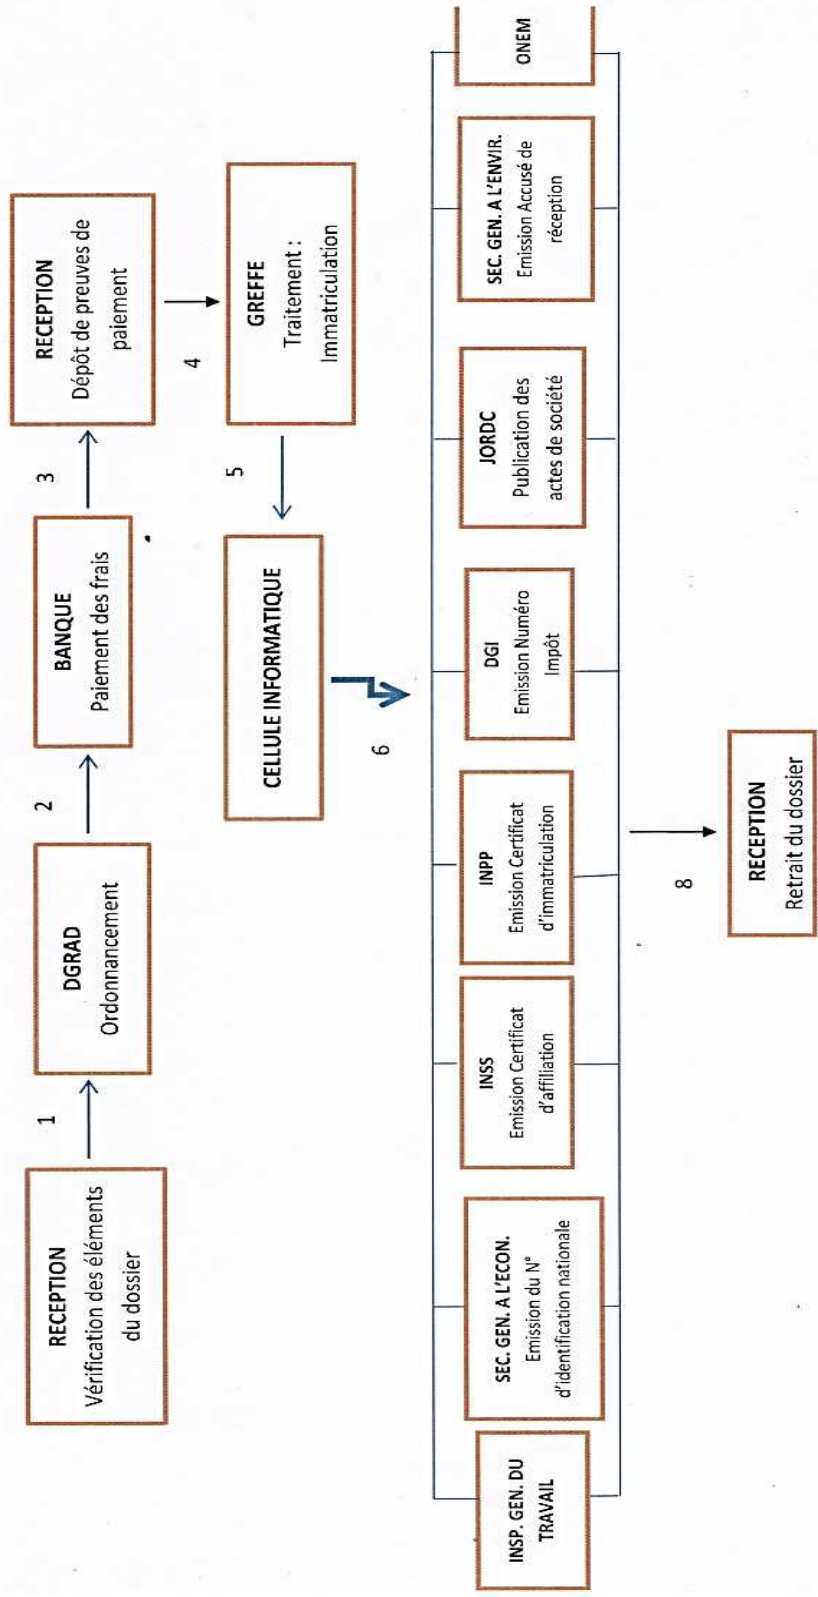 RECEPTION
Vérification des éléments
du dossier
1
DGRAD
Ordonnancement
2
BANQUE
Paiement des frais
3
RECEPTION
Dépôt de preuves de
paiement
4
GREFFE
Traitement :
Immatriculation
5
CELLULE INFORMATIQUE
6
INSP. GEN. DU
TRAVAIL
SEC. GEN. A L'ECON.
Emission du N°
d'identification nationale
INSS
Emission Certificat
d'affiliation
INPP
Emission Certificat
d'immatriculation
DGI
Emission Numéro
Impôt
JORDC
Publication des
actes de société
SEC. GEN. A L'ENVIR.
Emission Accusé de
réception
ONEM
8
RECEPTION
Retrait du dossier